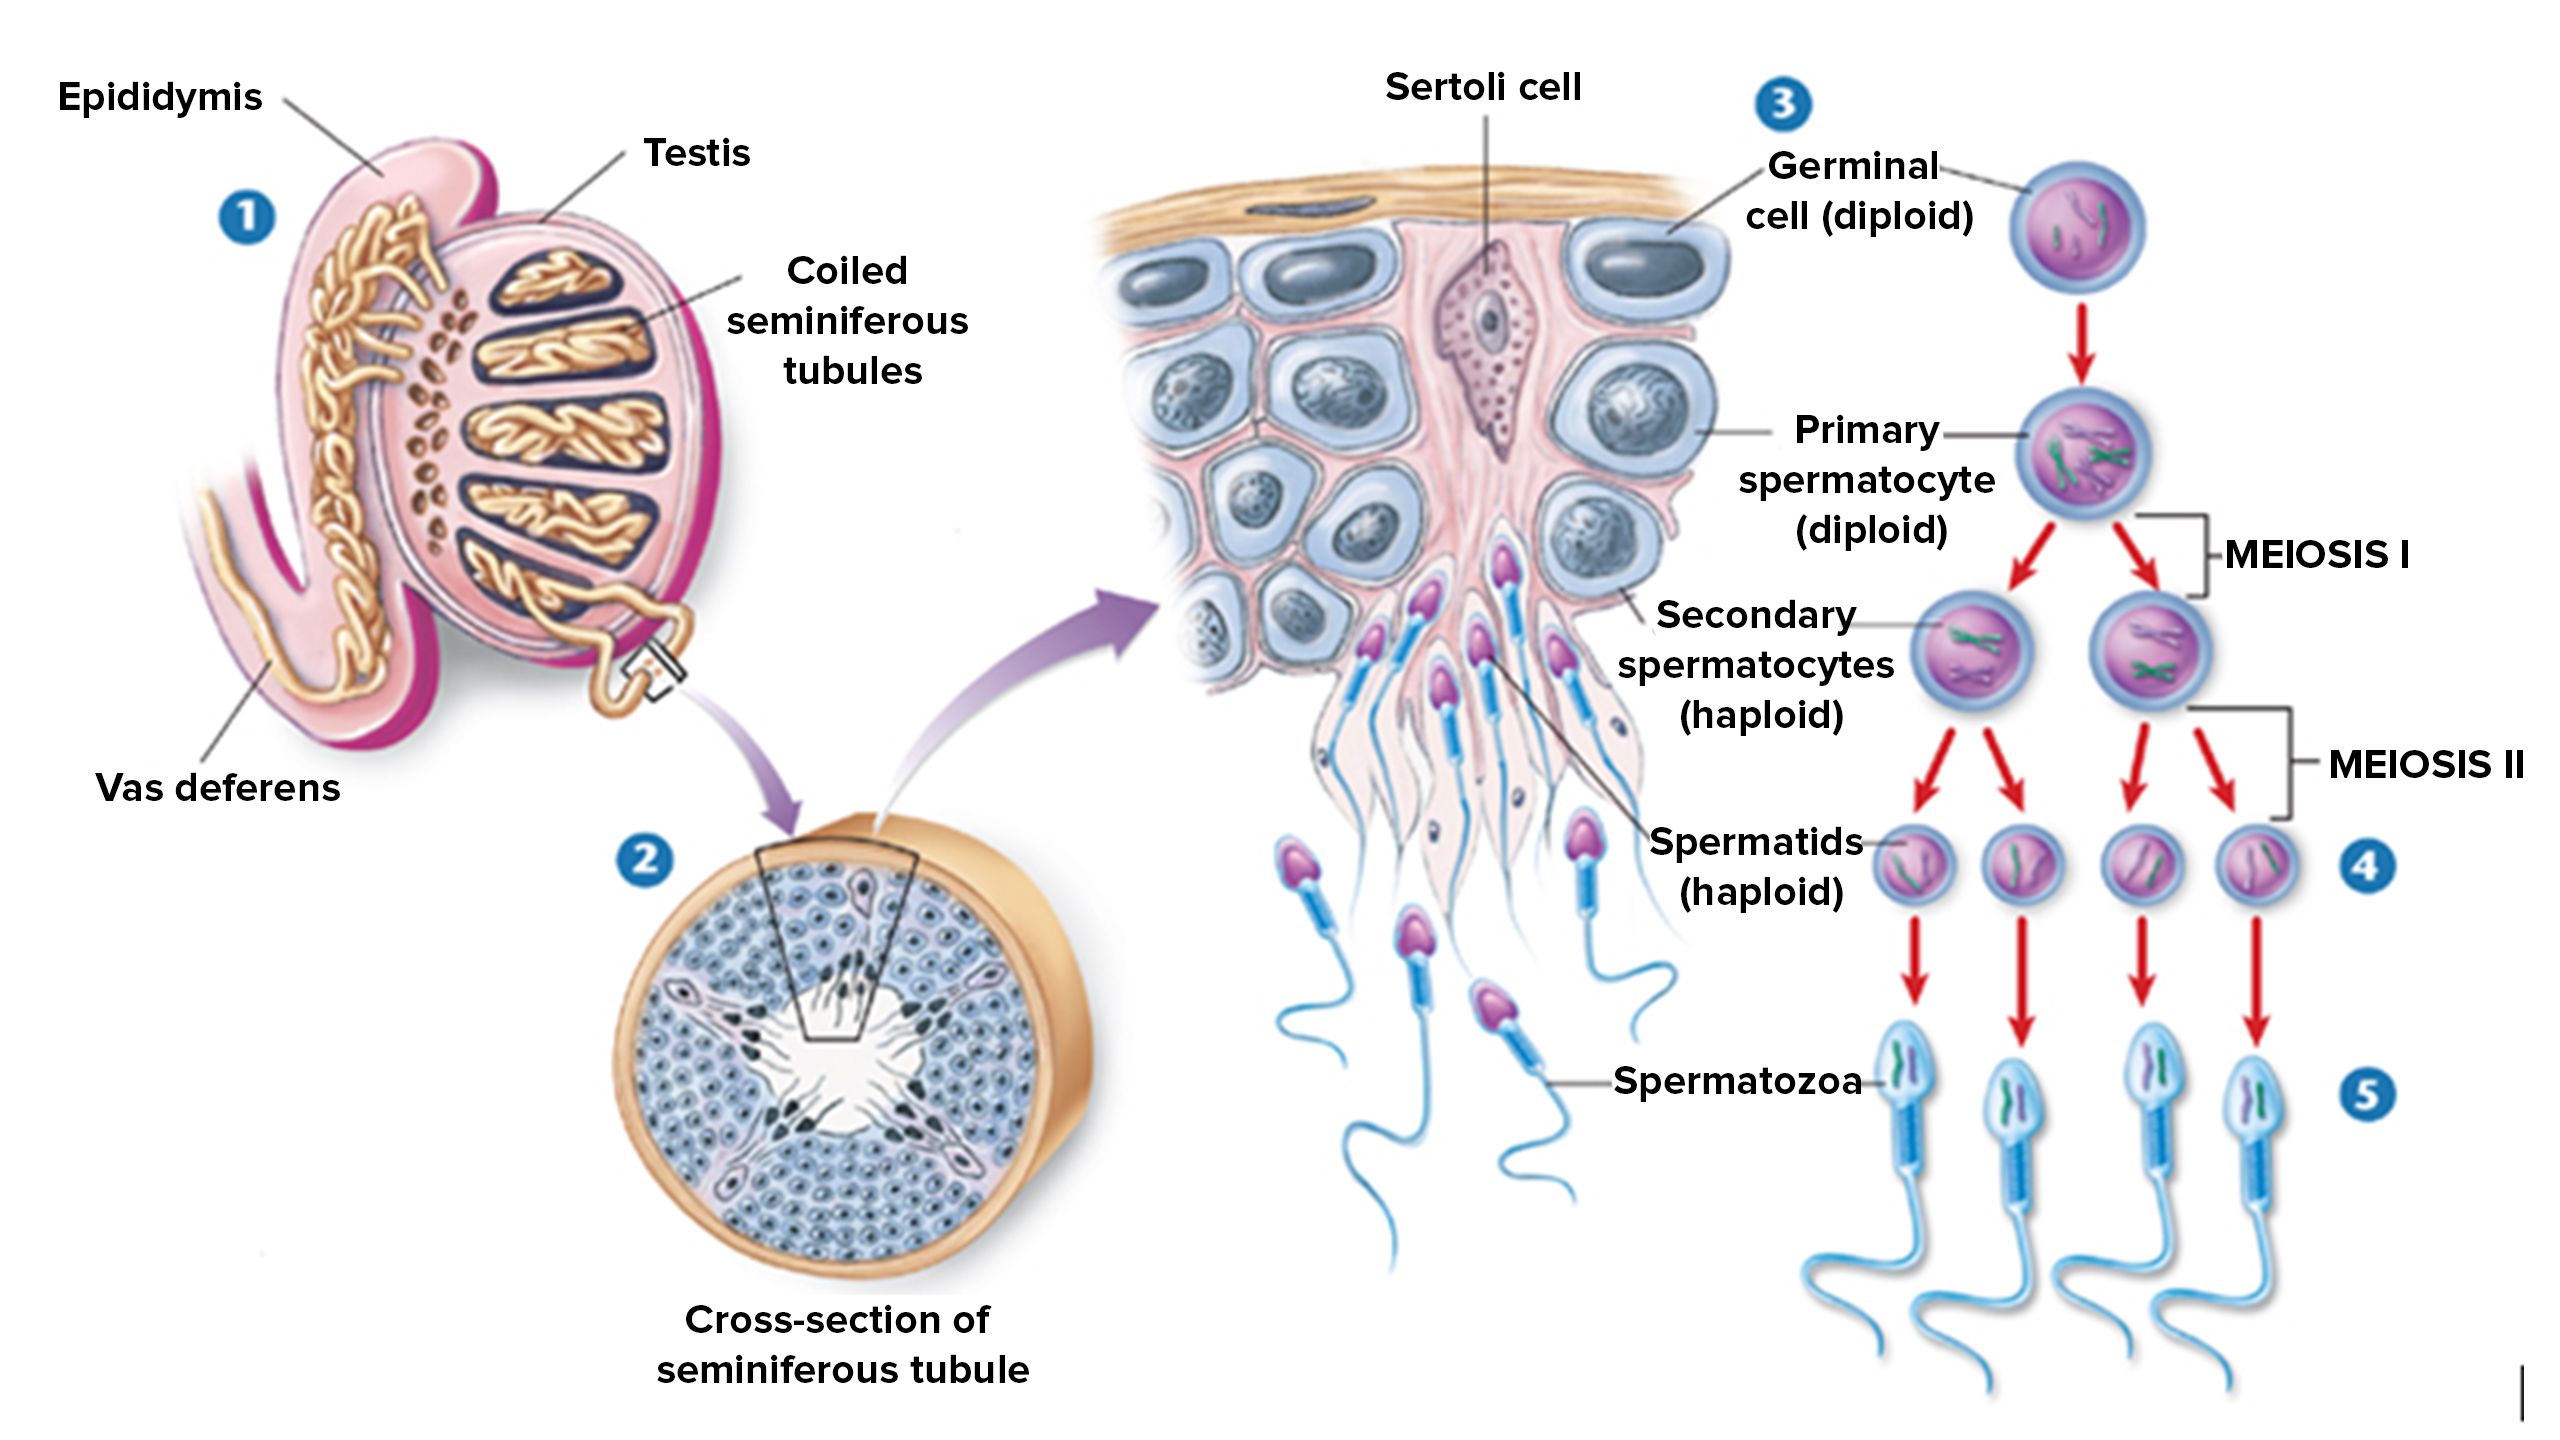 Epididymis
1
Testis
Coiled
seminiferous
tubules
Vas deferens
2
Cross-section of
seminiferous tubule
Sertoli cell
3
Germinal
cell (diploid)
Primary
spermatocyte
(diploid)
MEIOSIS I
Secondary
spermatocytes
(haploid)
MEIOSIS II
Spermatids
(haploid)
4
Spermatozoa
5